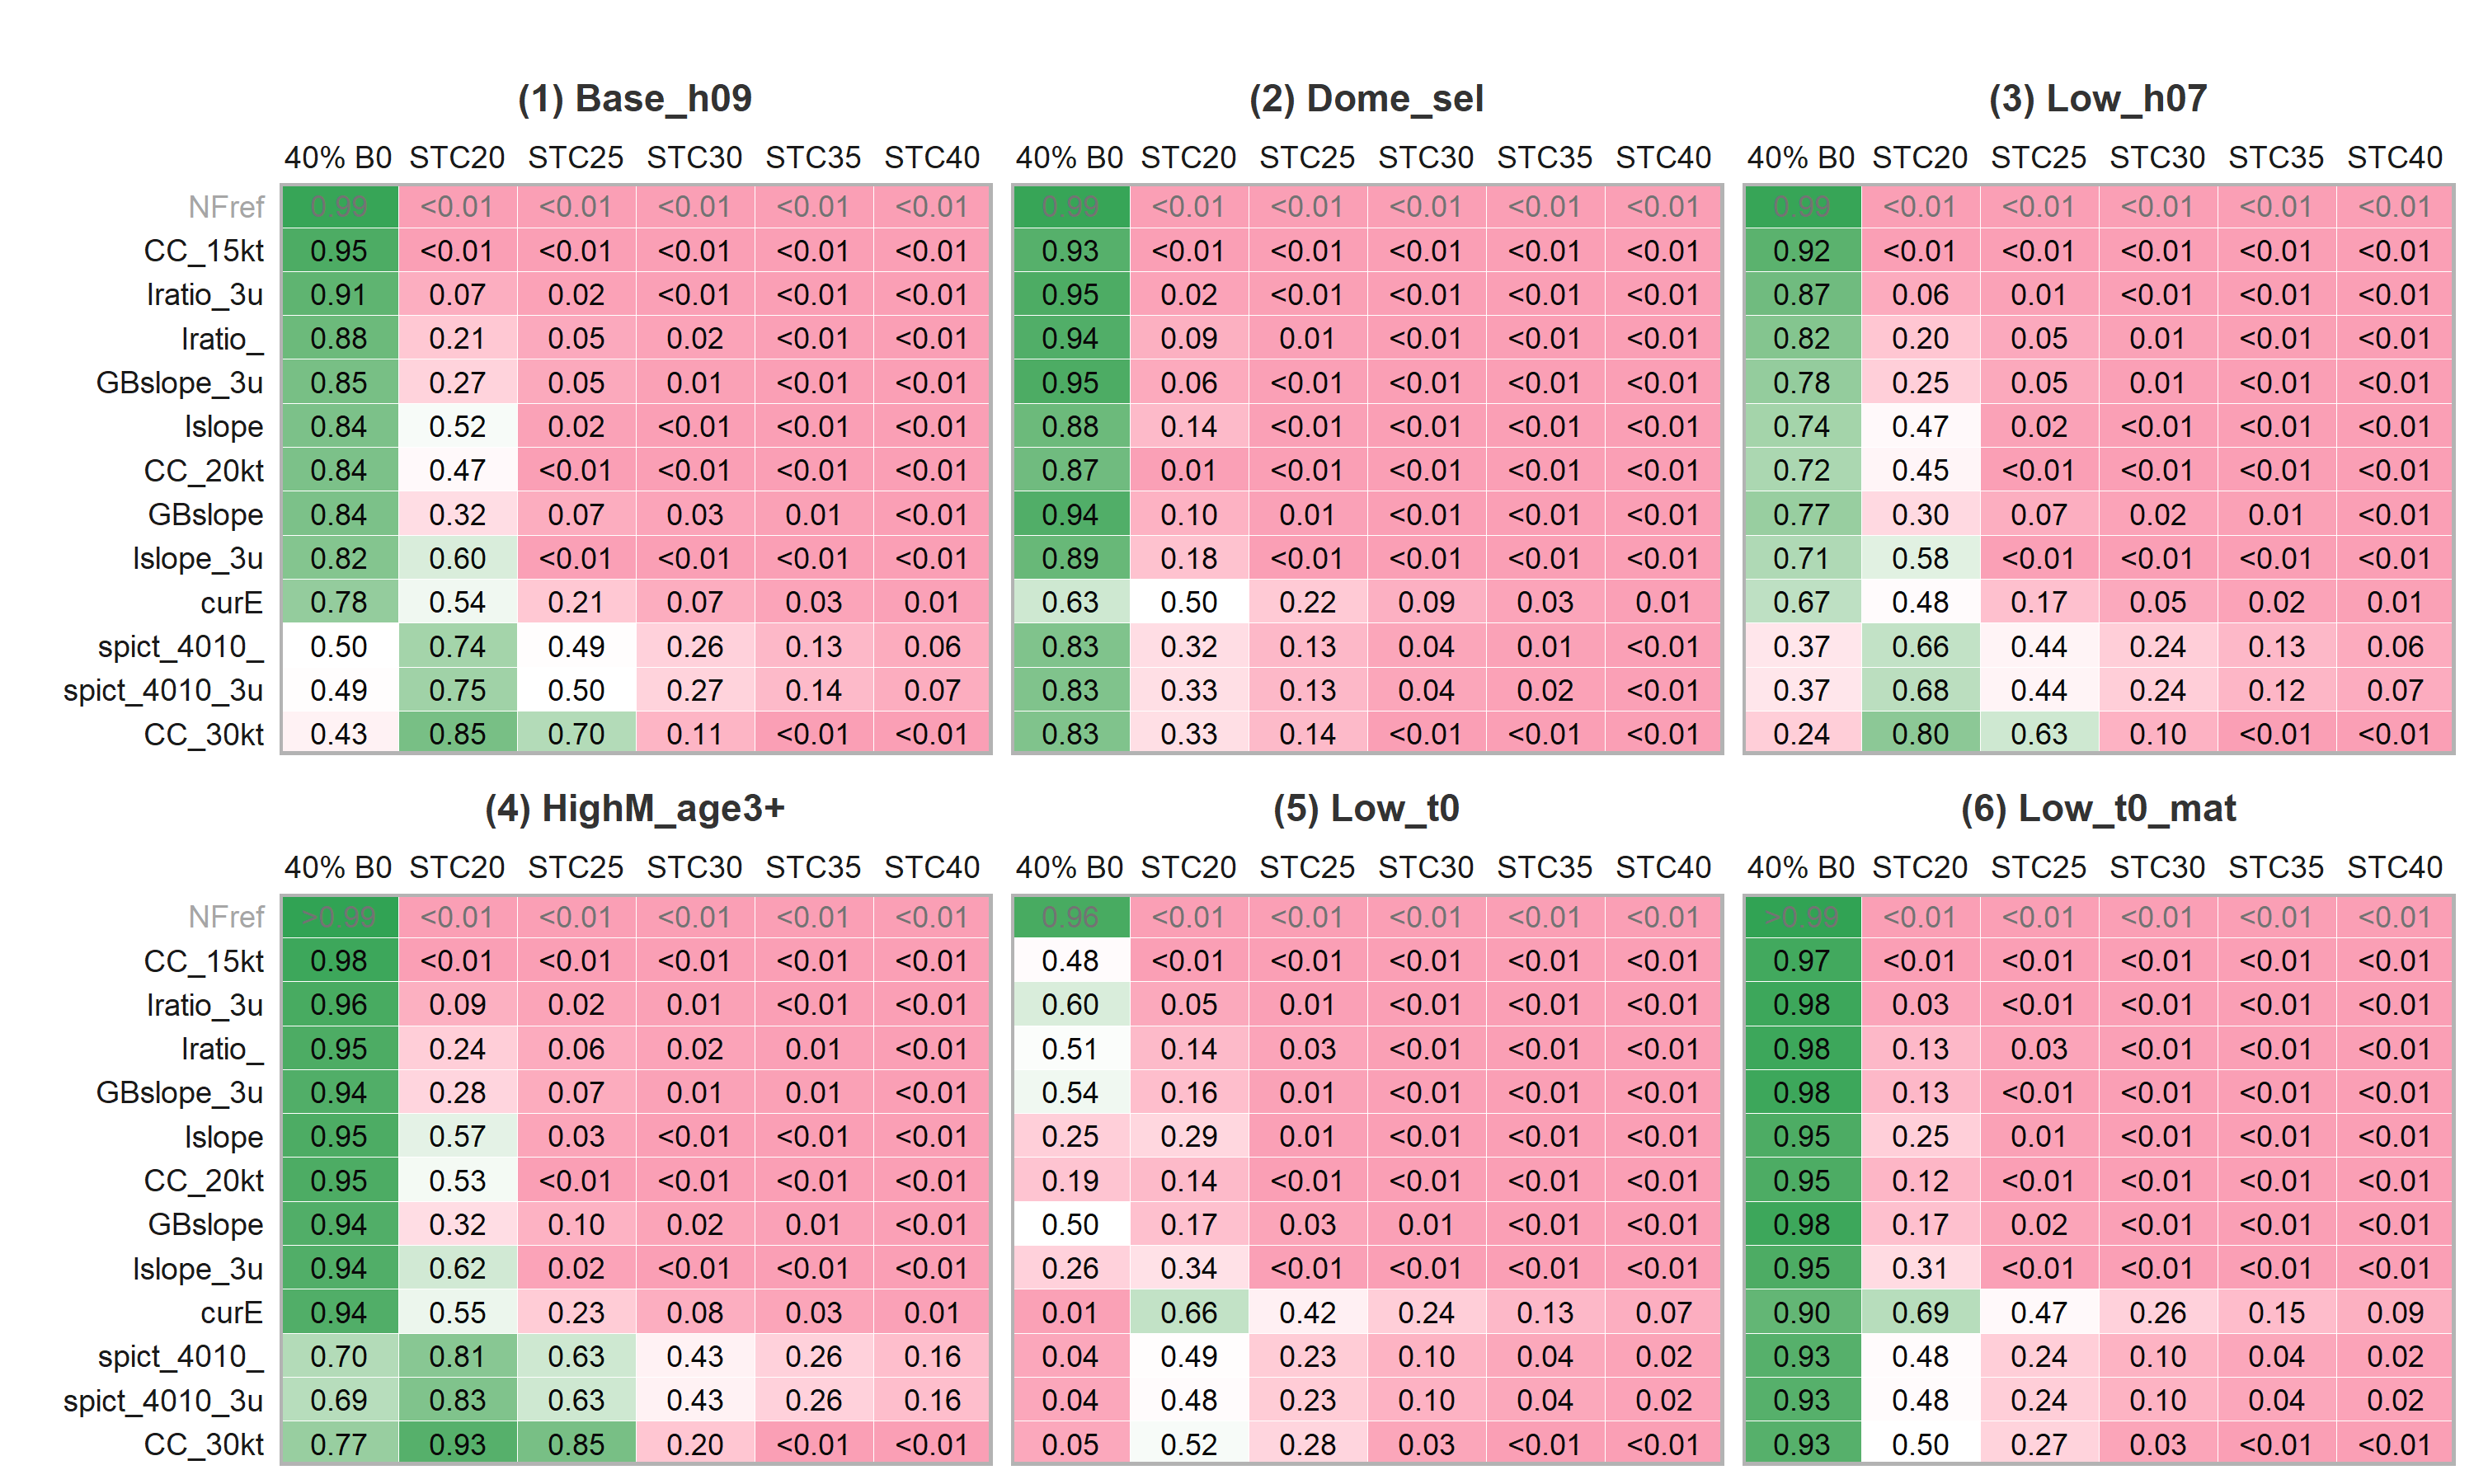 (1) Base_h09 (2) Dome_sel (3) Low_h07
40% B0 STC20 STC25 STC30 STC35 STC40 40% B0 STC20 STC25 STC30 STC35 STC40 40% B0 STC20 STC25 STC30 STC35 STC40
NFref 0.99 <0.01 <0.01 <0.01 <0.01 <0.01 0.99 <0.01 <0.01 <0.01 <0.01 <0.01 0.99 <0.01 <0.01 <0.01 <0.01 <0.01
CC_15kt 0.95 <0.01 <0.01 <0.01 <0.01 <0.01 0.93 <0.01 <0.01 <0.01 <0.01 <0.01 0.92 <0.01 <0.01 <0.01 <0.01 <0.01
Iratio_3u 0.91 0.07 0.02 <0.01 <0.01 <0.01 0.95 0.02 <0.01 <0.01 <0.01 <0.01 0.87 0.06 0.01 <0.01 <0.01 <0.01
Iratio_ 0.88 0.21 0.05 0.02 <0.01 <0.01 0.94 0.09 0.01 <0.01 <0.01 <0.01 0.82 0.20 0.05 0.01 <0.01 <0.01
GBslope_3u 0.85 0.27 0.05 0.01 <0.01 <0.01 0.95 0.06 <0.01 <0.01 <0.01 <0.01 0.78 0.25 0.05 0.01 <0.01 <0.01
Islope 0.84 0.52 0.02 <0.01 <0.01 <0.01 0.88 0.14 <0.01 <0.01 <0.01 <0.01 0.74 0.47 0.02 <0.01 <0.01 <0.01
CC_20kt 0.84 0.47 <0.01 <0.01 <0.01 <0.01 0.87 0.01 <0.01 <0.01 <0.01 <0.01 0.72 0.45 <0.01 <0.01 <0.01 <0.01
GBslope 0.84 0.32 0.07 0.03 0.01 <0.01 0.94 0.10 0.01 <0.01 <0.01 <0.01 0.77 0.30 0.07 0.02 0.01 <0.01
Islope_3u 0.82 0.60 <0.01 <0.01 <0.01 <0.01 0.89 0.18 <0.01 <0.01 <0.01 <0.01 0.71 0.58 <0.01 <0.01 <0.01 <0.01
curE 0.78 0.54 0.21 0.07 0.03 0.01 0.63 0.50 0.22 0.09 0.03 0.01 0.67 0.48 0.17 0.05 0.02 0.01
spict_4010_ 0.50 0.74 0.49 0.26 0.13 0.06 0.83 0.32 0.13 0.04 0.01 <0.01 0.37 0.66 0.44 0.24 0.13 0.06
spict_4010_3u 0.49 0.75 0.50 0.27 0.14 0.07 0.83 0.33 0.13 0.04 0.02 <0.01 0.37 0.68 0.44 0.24 0.12 0.07
CC_30kt 0.43 0.85 0.70 0.11 <0.01 <0.01 0.83 0.33 0.14 <0.01 <0.01 <0.01 0.24 0.80 0.63 0.10 <0.01 <0.01
(4) HighM_age3+ (5) Low_t0 (6) Low_t0_mat
40% B0 STC20 STC25 STC30 STC35 STC40 40% B0 STC20 STC25 STC30 STC35 STC40 40% B0 STC20 STC25 STC30 STC35 STC40
NFref >0.99 <0.01 <0.01 <0.01 <0.01 <0.01 0.96 <0.01 <0.01 <0.01 <0.01 <0.01 >0.99 <0.01 <0.01 <0.01 <0.01 <0.01
CC_15kt 0.98 <0.01 <0.01 <0.01 <0.01 <0.01 0.48 <0.01 <0.01 <0.01 <0.01 <0.01 0.97 <0.01 <0.01 <0.01 <0.01 <0.01
Iratio_3u 0.96 0.09 0.02 0.01 <0.01 <0.01 0.60 0.05 0.01 <0.01 <0.01 <0.01 0.98 0.03 <0.01 <0.01 <0.01 <0.01
Iratio_ 0.95 0.24 0.06 0.02 0.01 <0.01 0.51 0.14 0.03 <0.01 <0.01 <0.01 0.98 0.13 0.03 <0.01 <0.01 <0.01
GBslope_3u 0.94 0.28 0.07 0.01 0.01 <0.01 0.54 0.16 0.01 <0.01 <0.01 <0.01 0.98 0.13 <0.01 <0.01 <0.01 <0.01
Islope 0.95 0.57 0.03 <0.01 <0.01 <0.01 0.25 0.29 0.01 <0.01 <0.01 <0.01 0.95 0.25 0.01 <0.01 <0.01 <0.01
CC_20kt 0.95 0.53 <0.01 <0.01 <0.01 <0.01 0.19 0.14 <0.01 <0.01 <0.01 <0.01 0.95 0.12 <0.01 <0.01 <0.01 <0.01
GBslope 0.94 0.32 0.10 0.02 0.01 <0.01 0.50 0.17 0.03 0.01 <0.01 <0.01 0.98 0.17 0.02 <0.01 <0.01 <0.01
Islope_3u 0.94 0.62 0.02 <0.01 <0.01 <0.01 0.26 0.34 <0.01 <0.01 <0.01 <0.01 0.95 0.31 <0.01 <0.01 <0.01 <0.01
curE 0.94 0.55 0.23 0.08 0.03 0.01 0.01 0.66 0.42 0.24 0.13 0.07 0.90 0.69 0.47 0.26 0.15 0.09
spict_4010_ 0.70 0.81 0.63 0.43 0.26 0.16 0.04 0.49 0.23 0.10 0.04 0.02 0.93 0.48 0.24 0.10 0.04 0.02
spict_4010_3u 0.69 0.83 0.63 0.43 0.26 0.16 0.04 0.48 0.23 0.10 0.04 0.02 0.93 0.48 0.24 0.10 0.04 0.02
CC_30kt 0.77 0.93 0.85 0.20 <0.01 <0.01 0.05 0.52 0.28 0.03 <0.01 <0.01 0.93 0.50 0.27 0.03 <0.01 <0.01